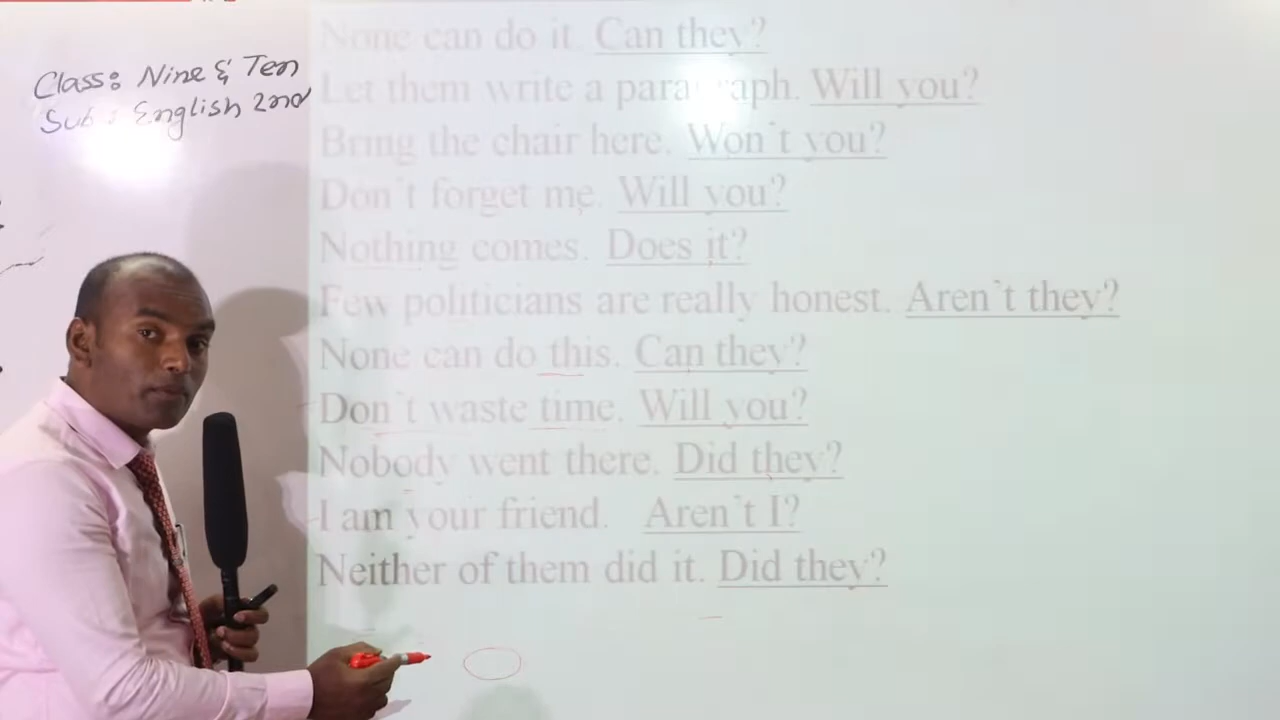 Class: Nine & Ten
Sub: English 2nd
None can do it. Can they?
Let them write a paragraph. Will you?
Bring the chair here. Won't you?
Don't forget me. Will you?
Nothing comes. Does it?
Few politicians are really honest. Aren't they?
None can do this. Can they?
Don't waste time. Will you?
Nobody went there. Did they?
I am your friend. Aren't I?
Neither of them did it. Did they?